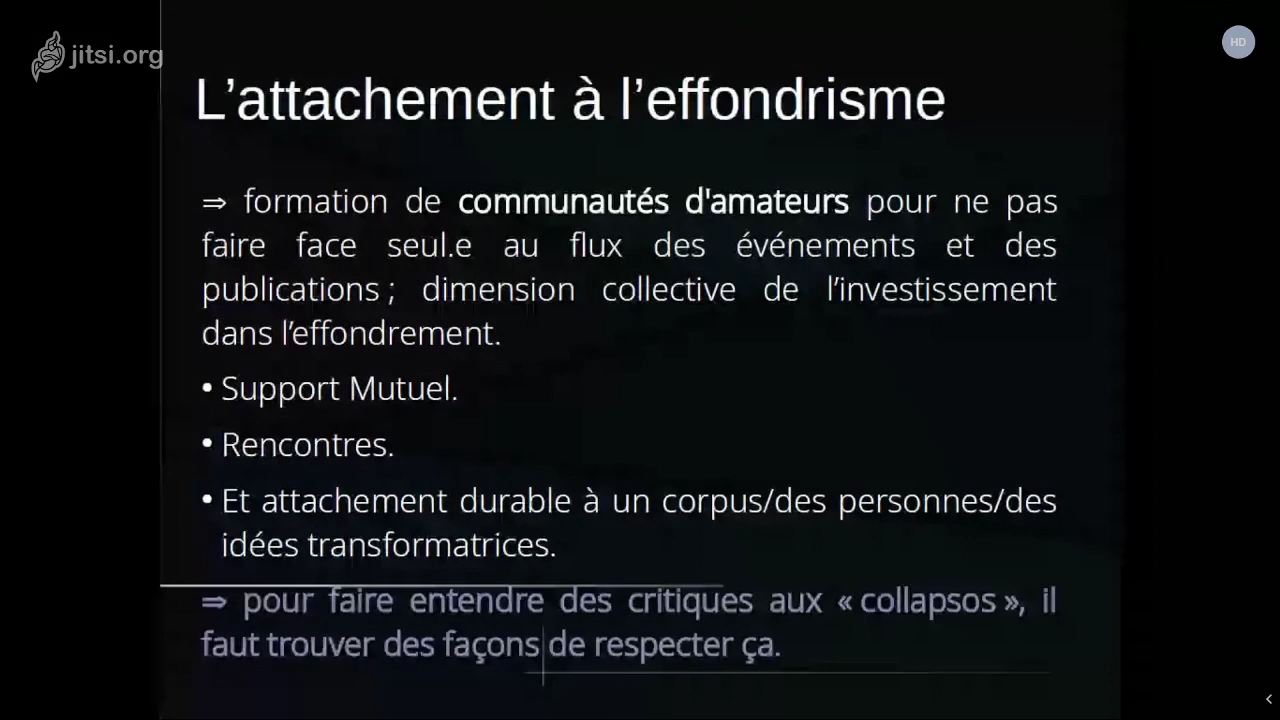 jitsi.org
HD
L’attachement à l’effondrisme
⇒ formation de communautés d'amateurs pour ne pas
faire face seul.e au flux des événements et des
publications ; dimension collective de l’investissement
dans l’effondrement.
• Support Mutuel.
• Rencontres.
• Et attachement durable à un corpus/des personnes/des
idées transformatrices.
⇒ pour faire entendre des critiques aux « collapsos », il
faut trouver des façons de respecter ça.